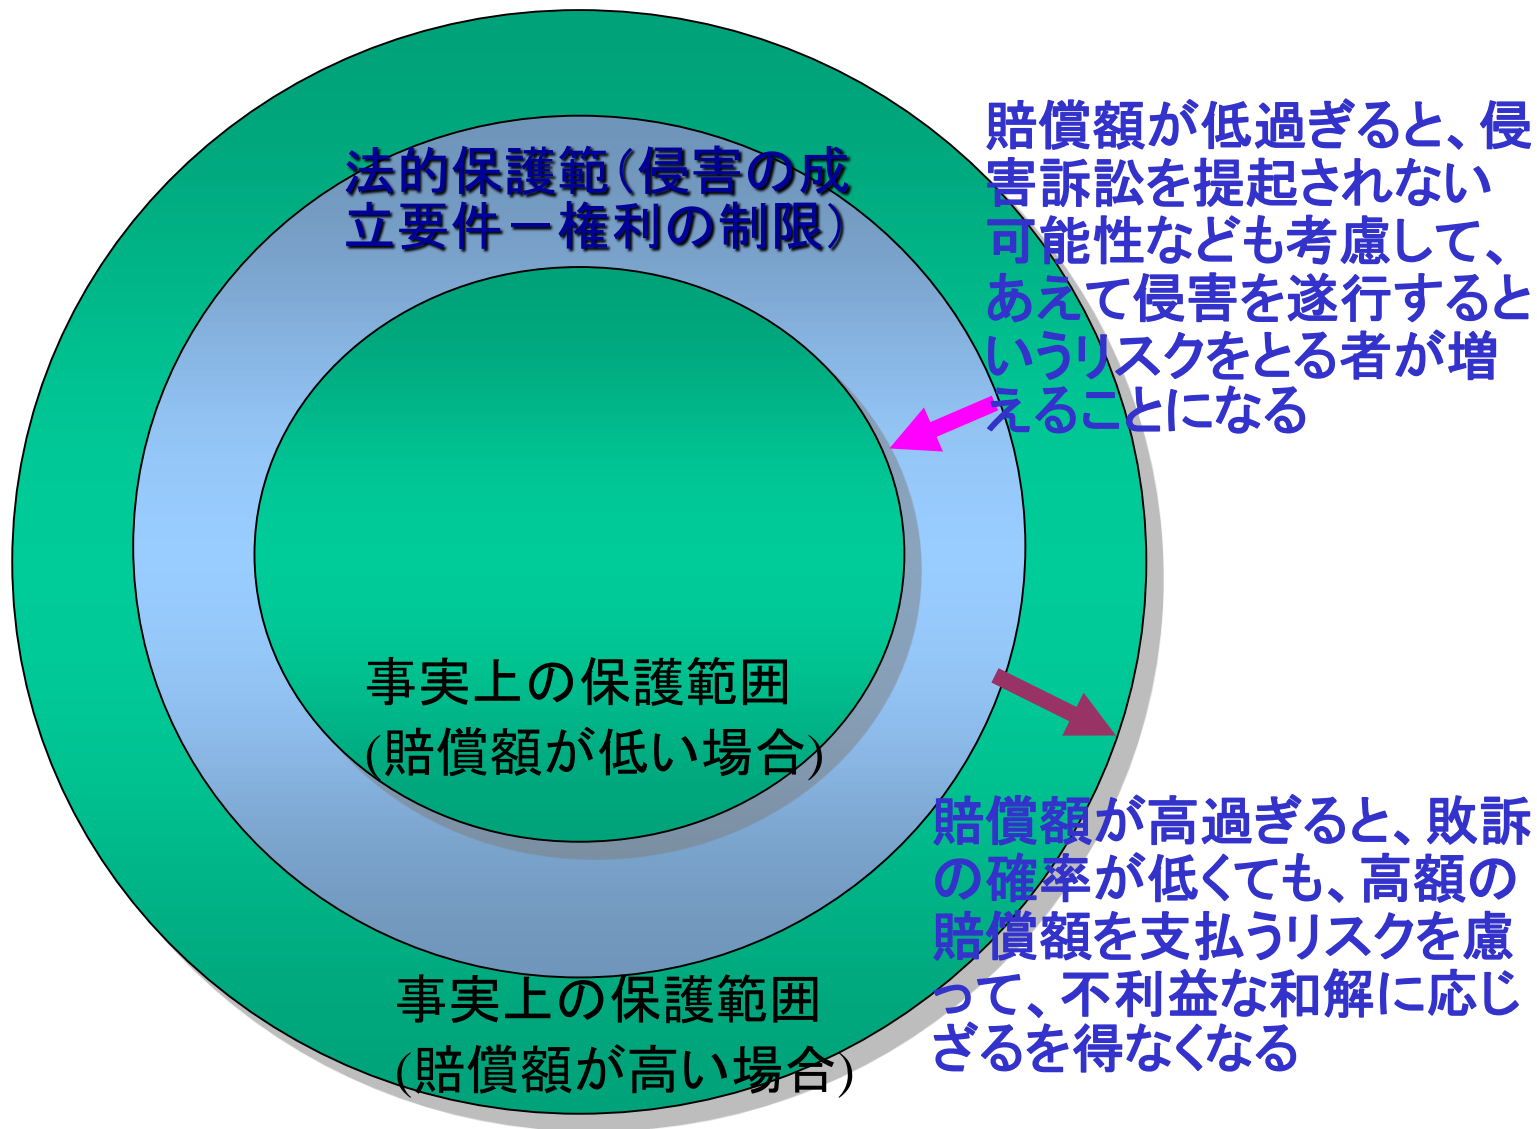 法的保護範（侵害の成
立要件－権利の制限）
賠償額が低過ぎると、侵
害訴訟を提起されない
可能性なども考慮して、
あえて侵害を遂行すると
いうリスクをとる者が増
えることになる
事実上の保護範囲
(賠償額が低い場合)
賠償額が高過ぎると、敗訴
の確率が低くても、高額の
賠償額を支払うリスクを慮
って、不利益な和解に応じ
ざるを得なくなる
事実上の保護範囲
(賠償額が高い場合)